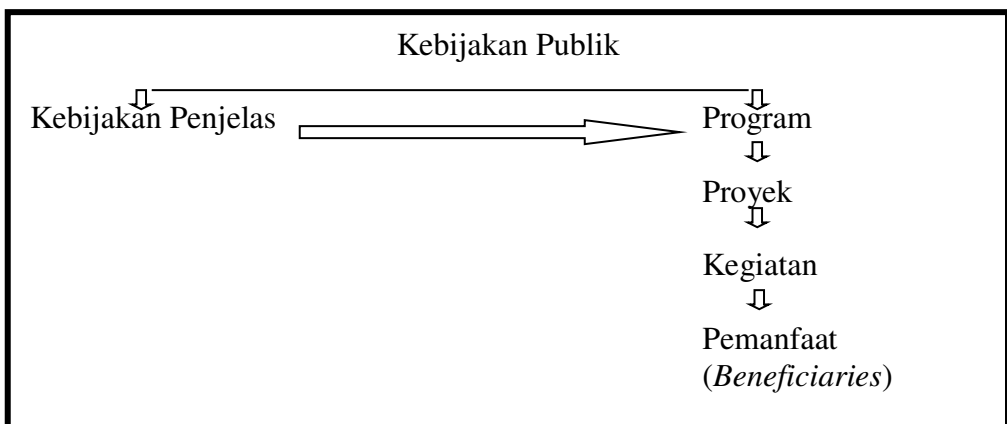 Kebijakan Publik
Kebijakan Penjelas
Program
Proyek
Kegiatan
Pemanfaat
(Beneficiaries)